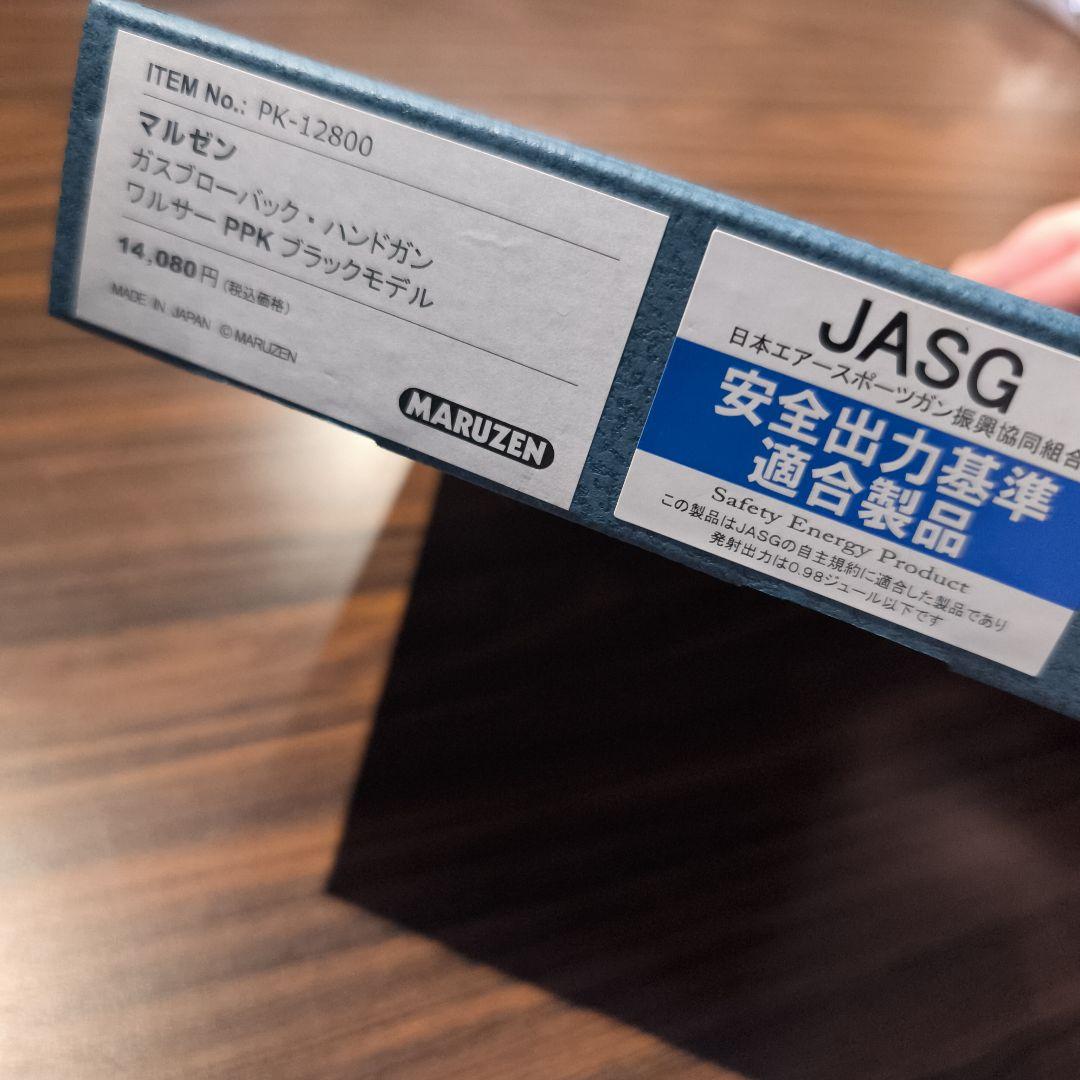 ITEM No.: PK-12800
マルゼン
ガスブローバック・ハンドガン
ワルサー PPK ブラックモデル
14,080円(税込価格)
MADE IN JAPAN ©MARUZEN
MARUZEN
JASG
日本エアースポーツガン振興協同組合
安全出力基準
適合製品
Safety Energy Product
この製品はJASGの自主規約に適合した製品であり
発射出力は0.98ジュール以下です